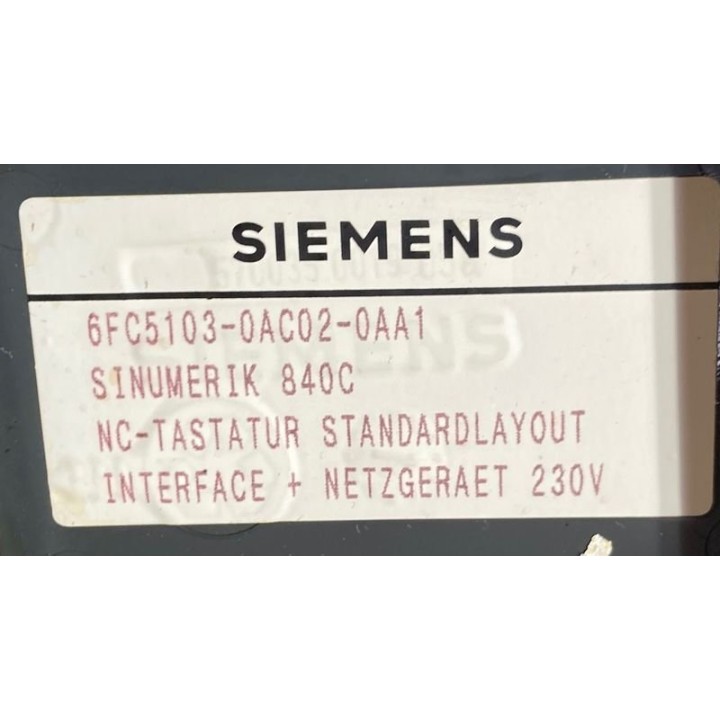 SIEMENS
6FC5103-0AC02-0AA1
SINUMERIK 840C
NC-TASTATUR STANDARDLAYOUT
INTERFACE + NETZGERAET 230V